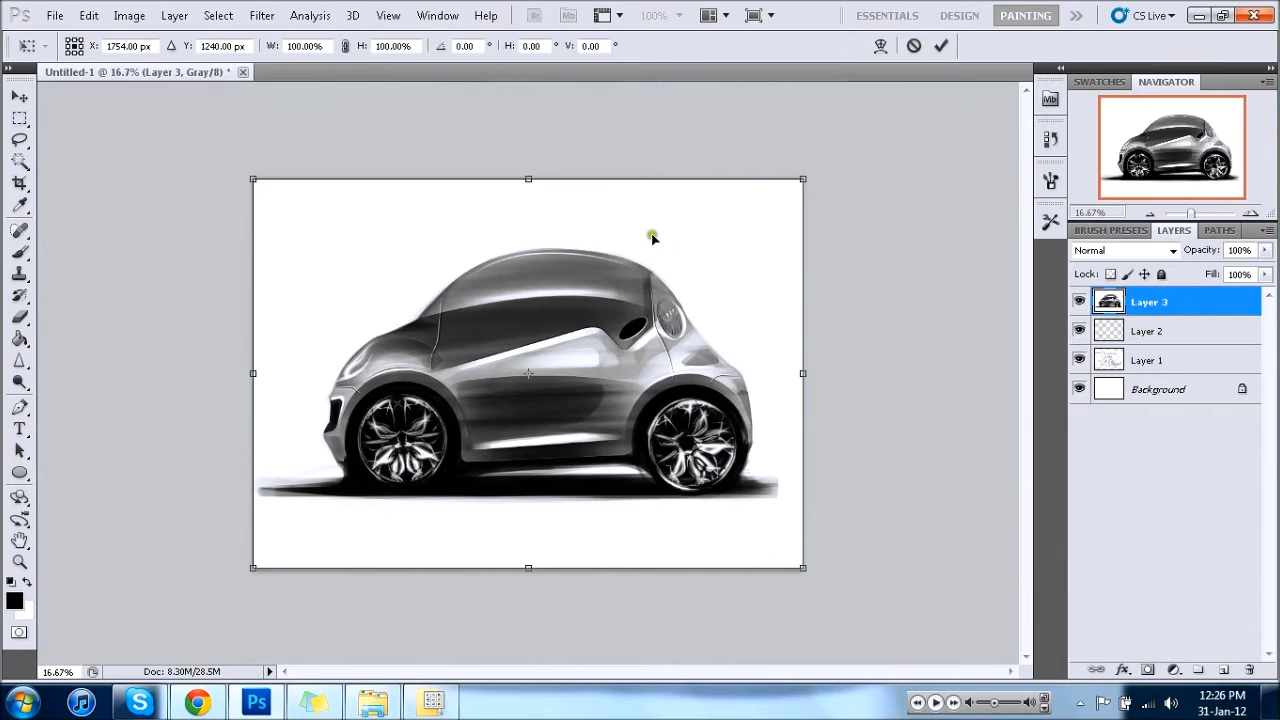 Ps File Edit Image Layer Select Filter Analysis 3D View Window Help Br Mb 100% ESSENTIALS DESIGN PAINTING CS Live
X: 1754.00 px Y: 1240.00 px W: 100.00% H: 100.00% 0.00 ° H: 0.00 ° V: 0.00 °
Untitled-1 @ 16.7% (Layer 3, Gray/8) *
SWATCHES NAVIGATOR
Mb
16.67%
BRUSH PRESETS LAYERS PATHS
Normal Opacity: 100%
Lock: Fill: 100%
Layer 3
Layer 2
Layer 1
Background
T
16.67% Doc: 8.30M/28.5M
S Ps 12:26 PM
31-Jan-12